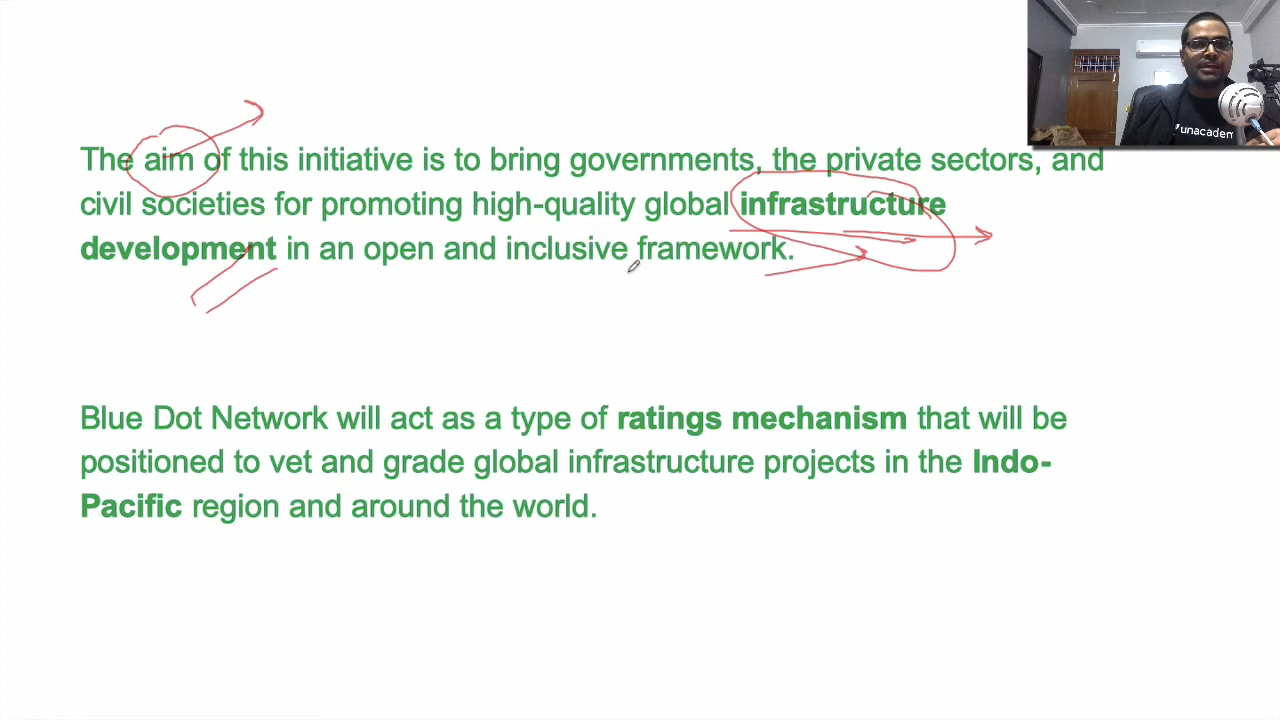 The aim of this initiative is to bring governments, the private sectors, and
civil societies for promoting high-quality global infrastructure
development in an open and inclusive framework.
Blue Dot Network will act as a type of ratings mechanism that will be
positioned to vet and grade global infrastructure projects in the Indo-
Pacific region and around the world.
unacadem